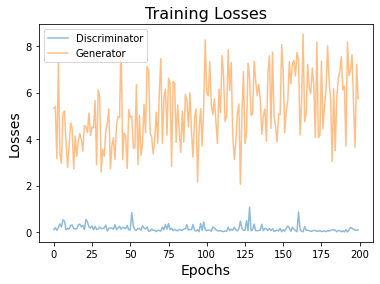 Training Losses
Discriminator
Generator
Losses
8
6
4
2
0
0 25 50 75 100 125 150 175 200
Epochs